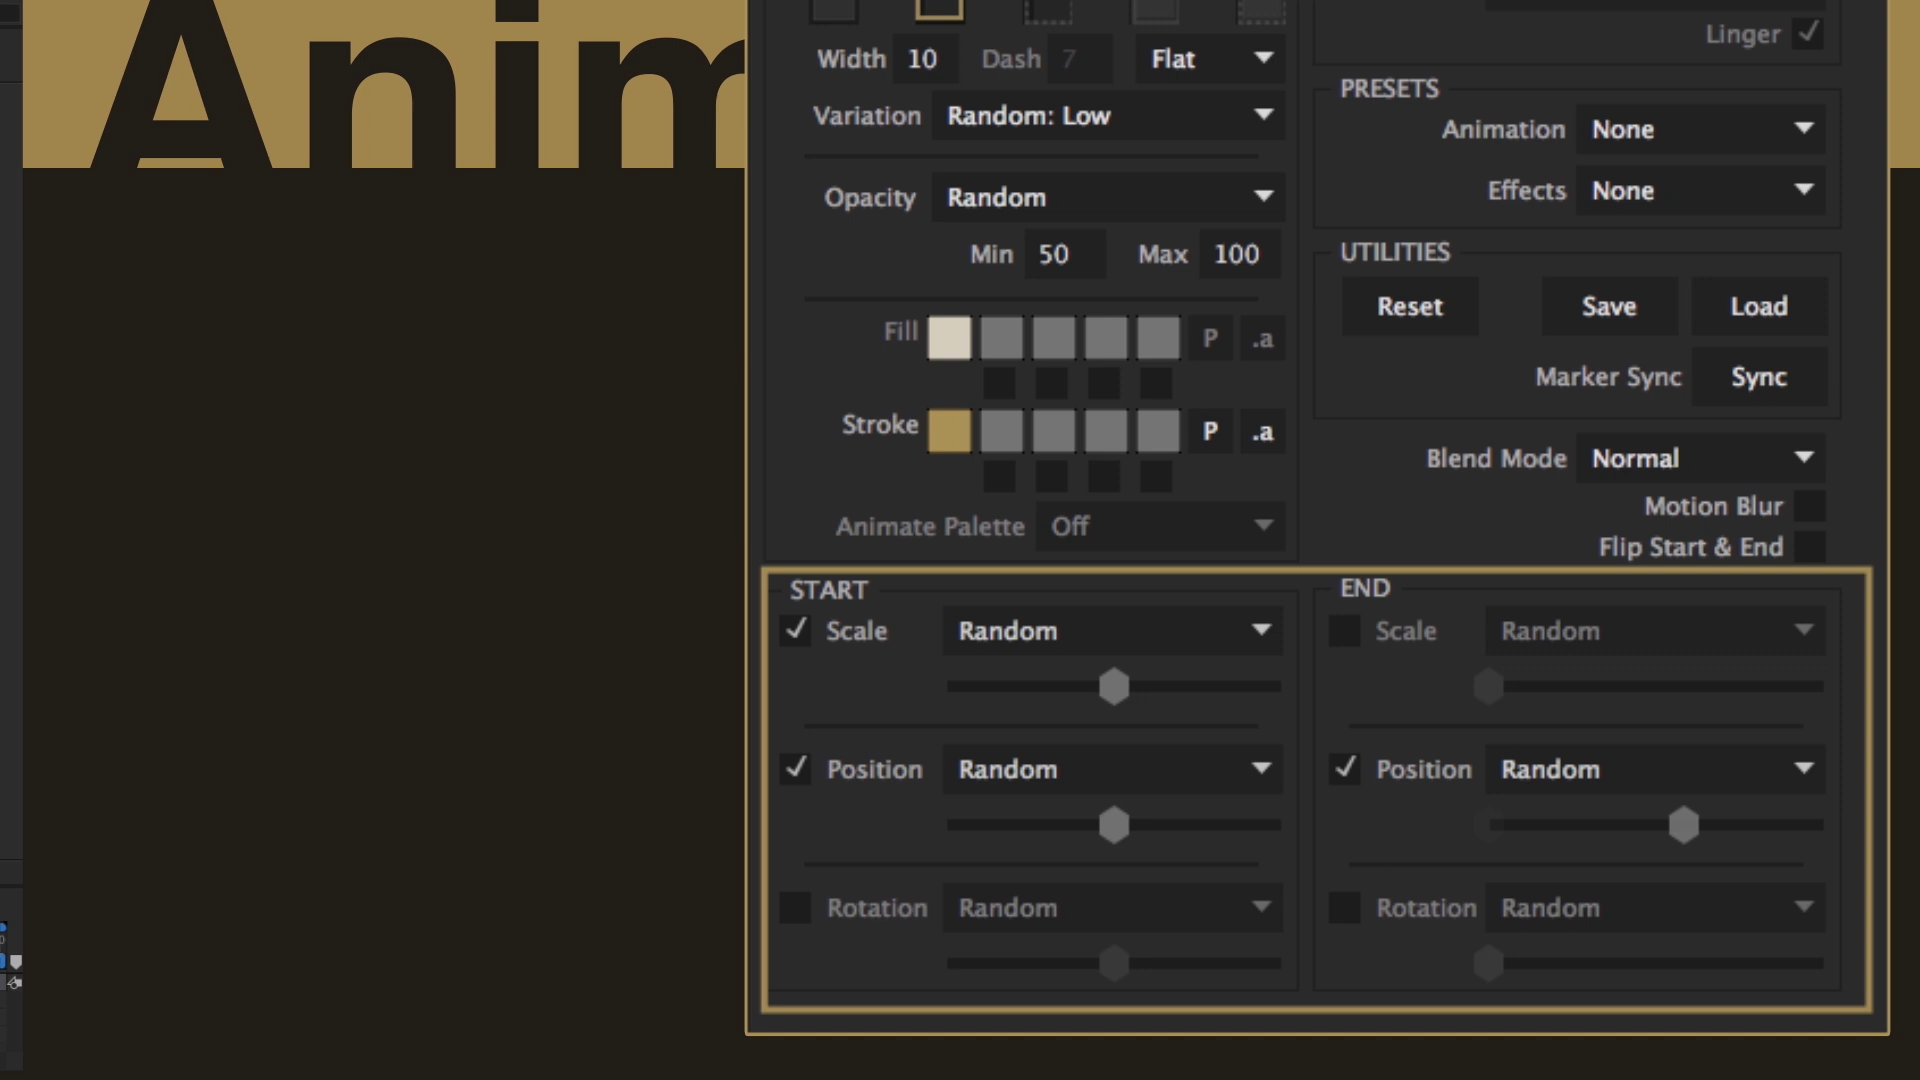 Anim
Width 10 Dash 7 Flat
Variation Random: Low
Opacity Random
Min 50 Max 100
Fill P .a
Stroke P .a
Animate Palette Off
Linger
PRESETS
Animation None
Effects None
UTILITIES
Reset Save Load
Marker Sync Sync
Blend Mode Normal
Motion Blur
Flip Start & End
START
Scale Random
Position Random
Rotation Random
END
Scale Random
Position Random
Rotation Random